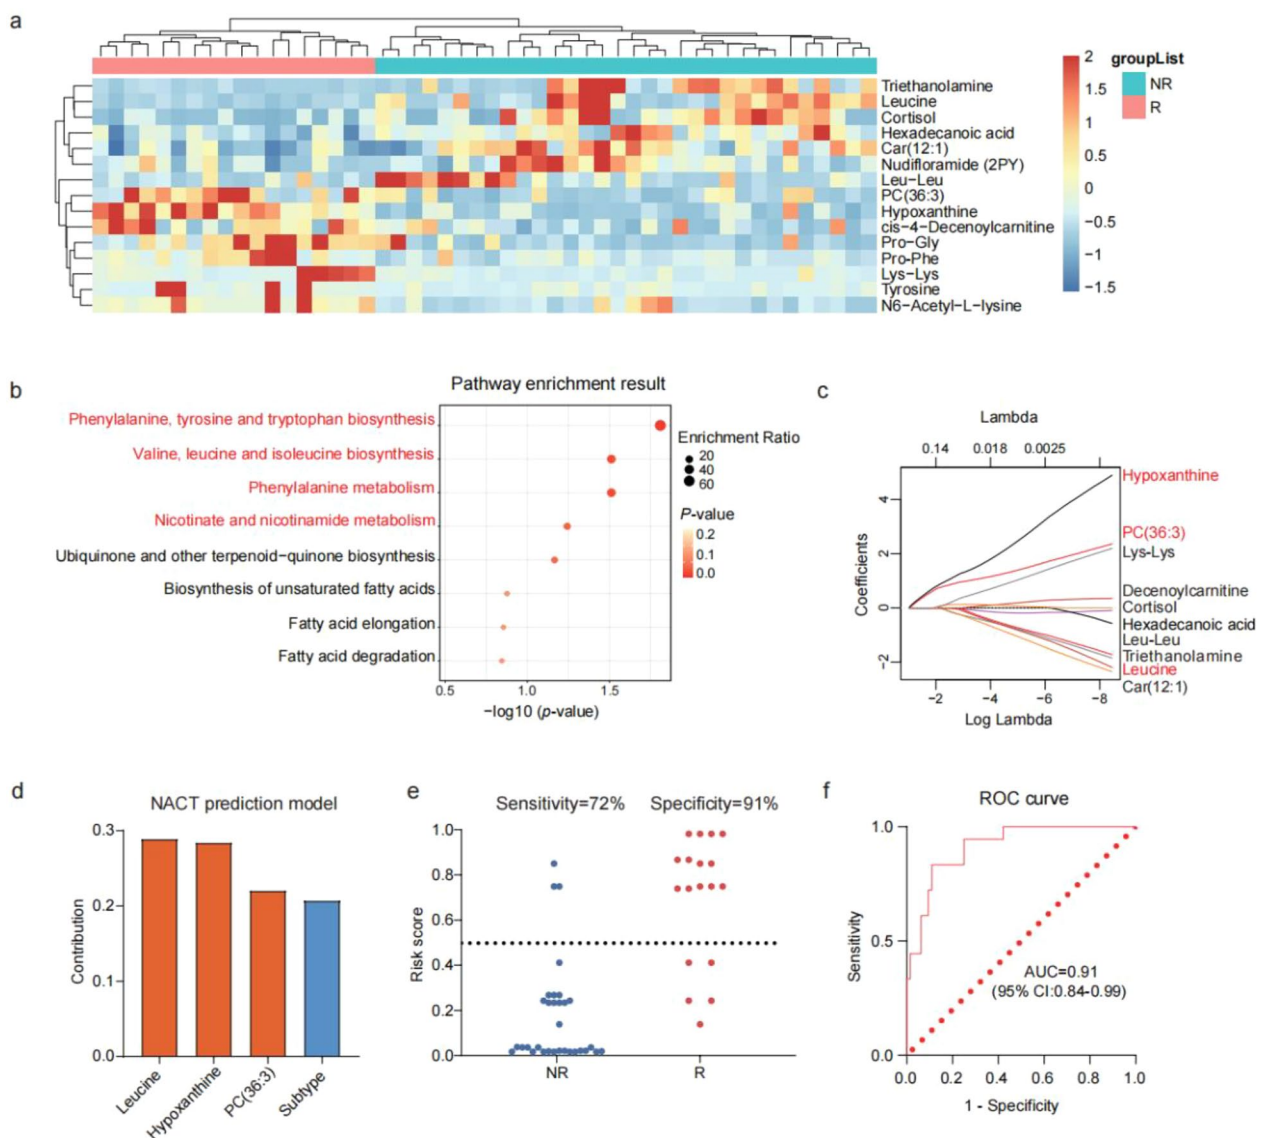 a
2
1.5
1
0.5
0
−0.5
−1
−1.5
groupList
NR
R
Triethanolamine
Leucine
Cortisol
Hexadecanoic acid
Car(12:1)
Nudifloramide (2PY)
Leu−Leu
PC(36:3)
Hypoxanthine
cis−4−Decenoylcarnitine
Pro−Gly
Pro−Phe
Lys−Lys
Tyrosine
N6−Acetyl−L−lysine
b
Pathway enrichment result
Phenylalanine, tyrosine and tryptophan biosynthesis
Valine, leucine and isoleucine biosynthesis
Phenylalanine metabolism
Nicotinate and nicotinamide metabolism
Ubiquinone and other terpenoid−quinone biosynthesis
Biosynthesis of unsaturated fatty acids
Fatty acid elongation
Fatty acid degradation
0.5 1.0 1.5
−log10 (p-value)
Enrichment Ratio
20
40
60
P-value
0.2
0.1
0.0
c
Lambda
0.14 0.018 0.0025
4
2
0
−2
Coefficients
−2 −4 −6 −8
Log Lambda
Hypoxanthine
PC(36:3)
Lys−Lys
Decenoylcarnitine
Cortisol
Hexadecanoic acid
Leu−Leu
Triethanolamine
Leucine
Car(12:1)
d
NACT prediction model
0.3
0.2
0.1
0.0
Contribution
Leucine
Hypoxanthine
PC(36:3)
Subtype
e
Sensitivity=72% Specificity=91%
1.0
0.8
0.6
0.4
0.2
0.0
Risk score
NR R
f
ROC curve
1.0
0.5
0.0
Sensitivity
AUC=0.91
(95% CI:0.84-0.99)
0.0 0.2 0.4 0.6 0.8 1.0
1 - Specificity